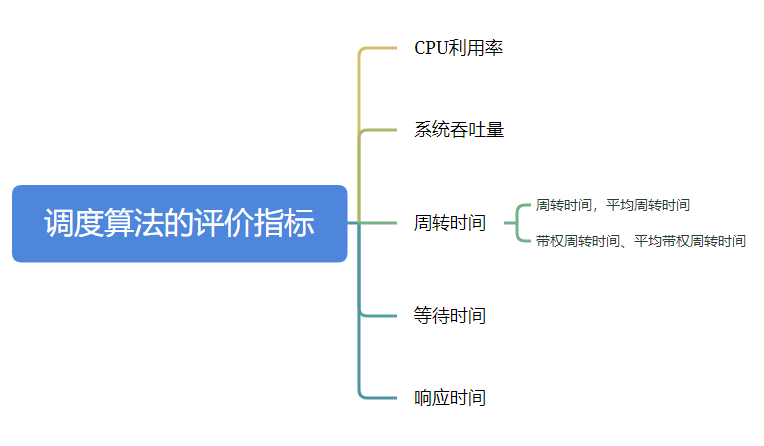 调度算法的评价指标
CPU利用率
系统吞吐量
周转时间
周转时间，平均周转时间
带权周转时间、平均带权周转时间
等待时间
响应时间